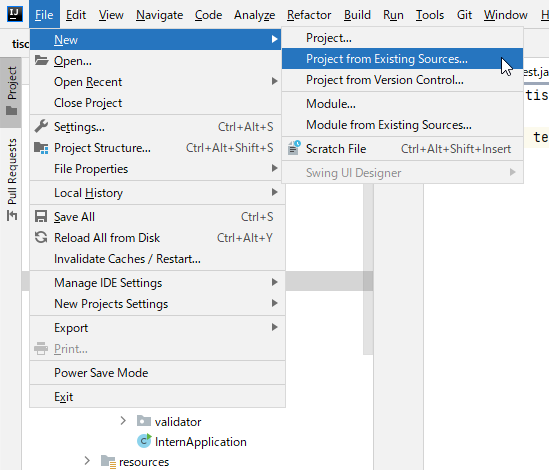 IJ File Edit View Navigate Code Analyze Refactor Build Run Tools Git Window H
tisc
New
Open...
Open Recent
Close Project
Settings... Ctrl+Alt+S
Project Structure... Ctrl+Alt+Shift+S
File Properties
Local History
Save All Ctrl+S
Reload All from Disk Ctrl+Alt+Y
Invalidate Caches / Restart...
Manage IDE Settings
New Projects Settings
Export
Print...
Power Save Mode
Exit
Project...
Project from Existing Sources...
Project from Version Control...
Module...
Module from Existing Sources...
Scratch File Ctrl+Alt+Shift+Insert
Swing UI Designer
est.ja
tis
te
Project
Pull Requests
validator
InternApplication
resources